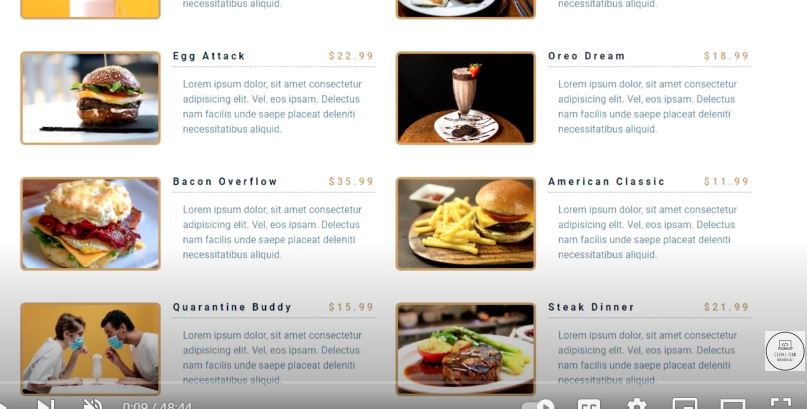 necessitatibus aliquid.
necessitatibus aliquid.
Egg Attack $22.99
Lorem ipsum dolor, sit amet consectetur
adipisicing elit. Vel, eos ipsam. Delectus
nam facilis unde saepe placeat deleniti
necessitatibus aliquid.
Oreo Dream $18.99
Lorem ipsum dolor, sit amet consectetur
adipisicing elit. Vel, eos ipsam. Delectus
nam facilis unde saepe placeat deleniti
necessitatibus aliquid.
Bacon Overflow $35.99
Lorem ipsum dolor, sit amet consectetur
adipisicing elit. Vel, eos ipsam. Delectus
nam facilis unde saepe placeat deleniti
necessitatibus aliquid.
American Classic $11.99
Lorem ipsum dolor, sit amet consectetur
adipisicing elit. Vel, eos ipsam. Delectus
nam facilis unde saepe placeat deleniti
necessitatibus aliquid.
Quarantine Buddy $15.99
Lorem ipsum dolor, sit amet consectetur
adipisicing elit. Vel, eos ipsam. Delectus
nam facilis unde saepe placeat deleniti
necessitatibus aliquid.
Steak Dinner $21.99
Lorem ipsum dolor, sit amet consectetur
adipisicing elit. Vel, eos ipsam. Delectus
nam facilis unde saepe placeat deleniti
necessitatibus aliquid.
0:09 / 48:44